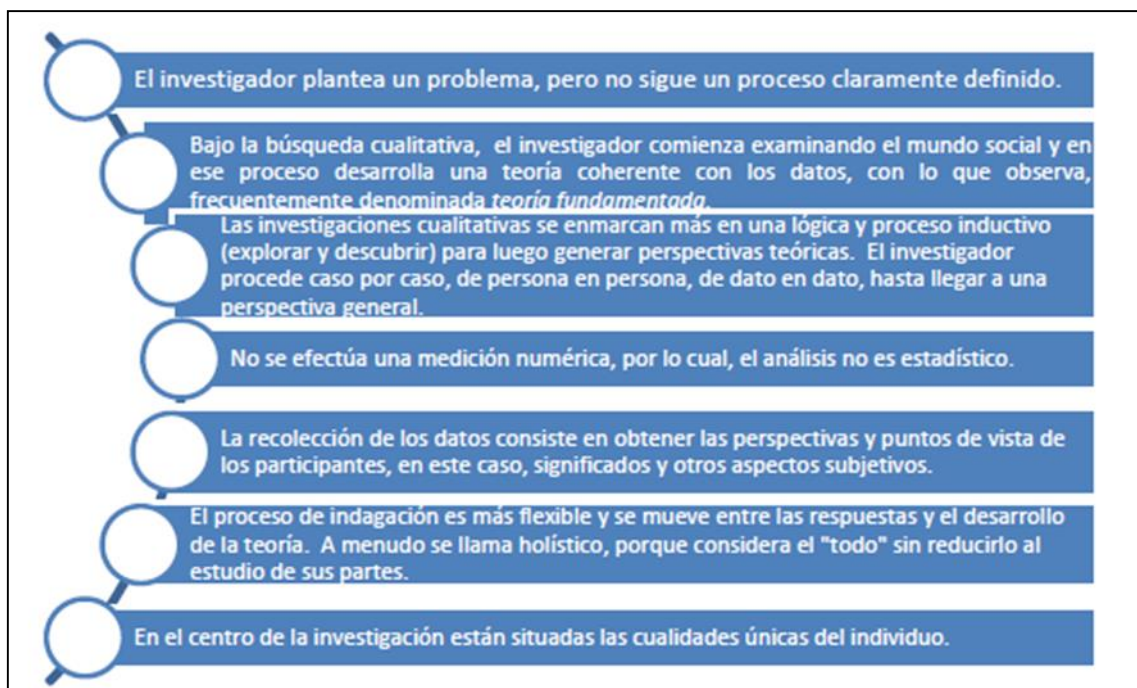 El investigador plantea un problema, pero no sigue un proceso claramente definido.
Bajo la búsqueda cualitativa, el investigador comienza examinando el mundo social y en
ese proceso desarrolla una teoría coherente con los datos, con lo que observa,
frecuentemente denominada teoría fundamentada.
Las investigaciones cualitativas se enmarcan más en una lógica y proceso inductivo
(explorar y descubrir) para luego generar perspectivas teóricas. El investigador
procede caso por caso, de persona en persona, de dato en dato, hasta llegar a una
perspectiva general.
No se efectúa una medición numérica, por lo cual, el análisis no es estadístico.
La recolección de los datos consiste en obtener las perspectivas y puntos de vista de
los participantes, en este caso, significados y otros aspectos subjetivos.
El proceso de indagación es más flexible y se mueve entre las respuestas y el desarrollo
de la teoría. A menudo se llama holístico, porque considera el "todo" sin reducirlo al
estudio de sus partes.
En el centro de la investigación están situadas las cualidades únicas del individuo.